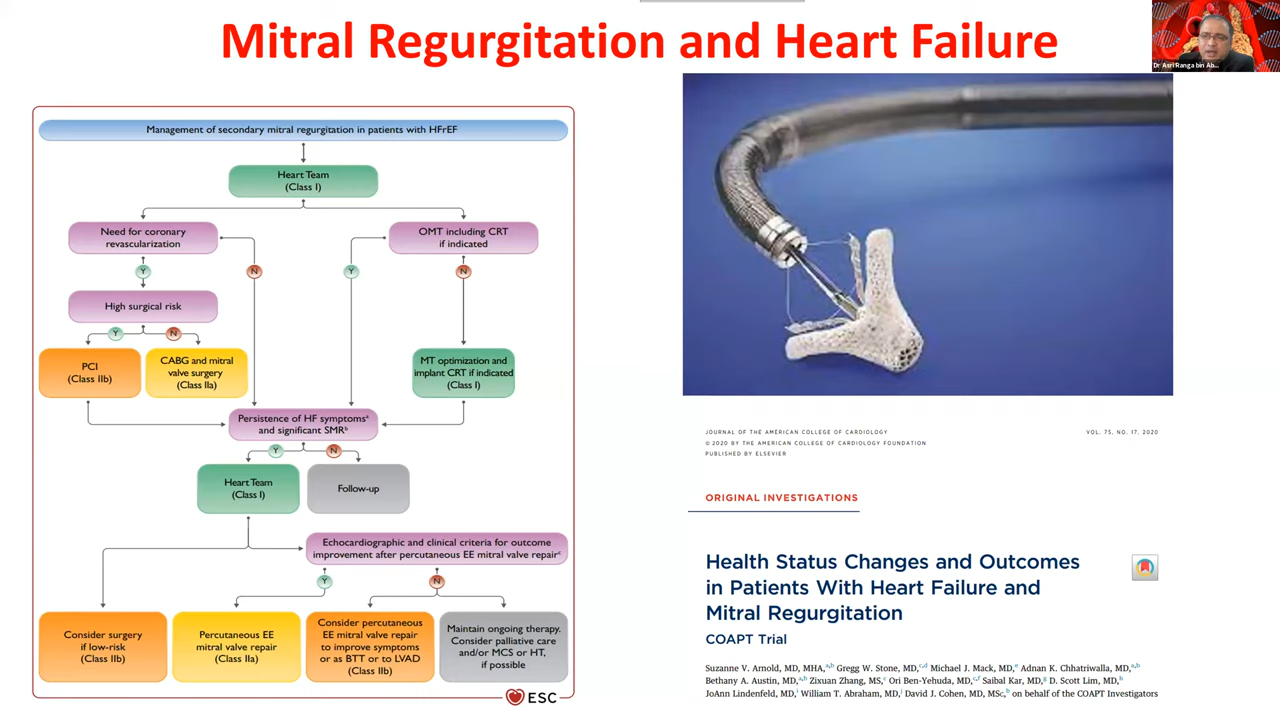 Mitral Regurgitation and Heart Failure
Dr Asri Ranga bin Ab...
Management of secondary mitral regurgitation in patients with HFrEF
Heart Team
(Class I)
Need for coronary
revascularization
OMT including CRT
if indicated
Y
N
Y
N
High surgical risk
Y
N
PCI
(Class IIb)
CABG and mitral
valve surgery
(Class IIa)
MT optimization and
implant CRT if indicated
(Class I)
Persistence of HF symptomsᵃ
and significant SMRᵇ
Y
N
Heart Team
(Class I)
Follow-up
Echocardiographic and clinical criteria for outcome
improvement after percutaneous EE mitral valve repairᶜ
Y
N
Consider surgery
if low-risk
(Class IIb)
Percutaneous EE
mitral valve repair
(Class IIa)
Consider percutaneous
EE mitral valve repair
to improve symptoms
or as BTT or to LVAD
(Class IIb)
Maintain ongoing therapy.
Consider palliative care
and/or MCS or HT,
if possible
ESC
JOURNAL OF THE AMERICAN COLLEGE OF CARDIOLOGY
VOL. 75, NO. 17, 2020
© 2020 BY THE AMERICAN COLLEGE OF CARDIOLOGY FOUNDATION
PUBLISHED BY ELSEVIER
ORIGINAL INVESTIGATIONS
Health Status Changes and Outcomes
in Patients With Heart Failure and
Mitral Regurgitation
COAPT Trial
Suzanne V. Arnold, MD, MHA,ᵃ,ᵇ Gregg W. Stone, MD,ᶜ,ᵈ Michael J. Mack, MD,ᵉ Adnan K. Chhatriwalla, MD,ᵃ,ᵇ
Bethany A. Austin, MD,ᵃ,ᵇ Zixuan Zhang, MS,ᶜ Ori Ben-Yehuda, MD,ᶜ,ᶠ Saibal Kar, MD,ᵍ D. Scott Lim, MD,ʰ
JoAnn Lindenfeld, MD,ⁱ William T. Abraham, MD,ʲ David J. Cohen, MD, MSc,ᵇ on behalf of the COAPT Investigators